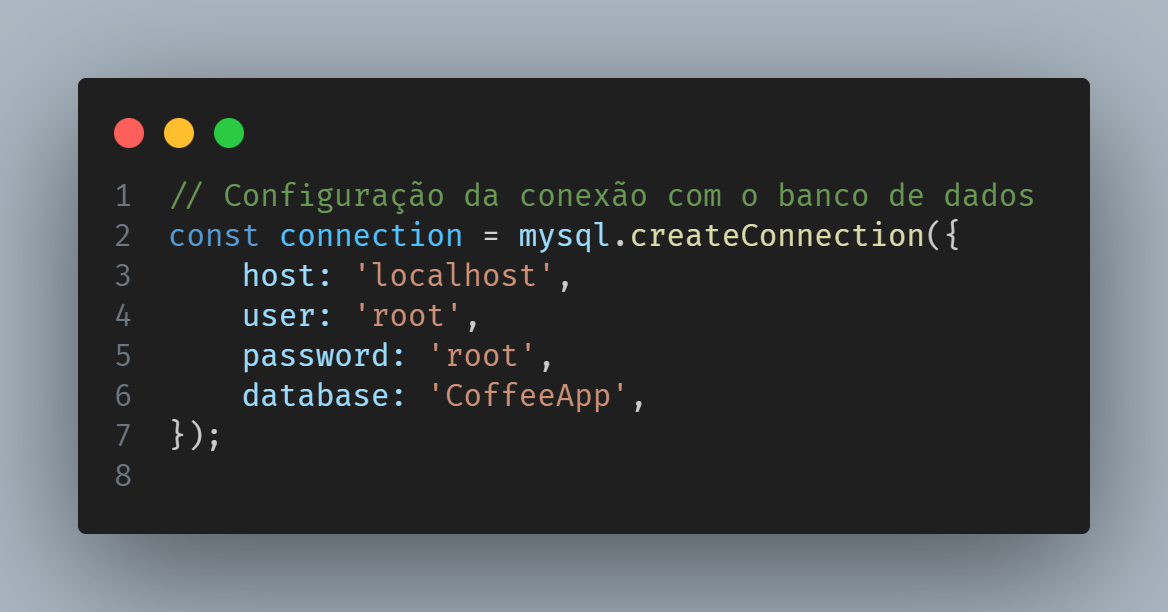 1 // Configuração da conexão com o banco de dados
2 const connection = mysql.createConnection({
3     host: 'localhost',
4     user: 'root',
5     password: 'root',
6     database: 'CoffeeApp',
7 });
8